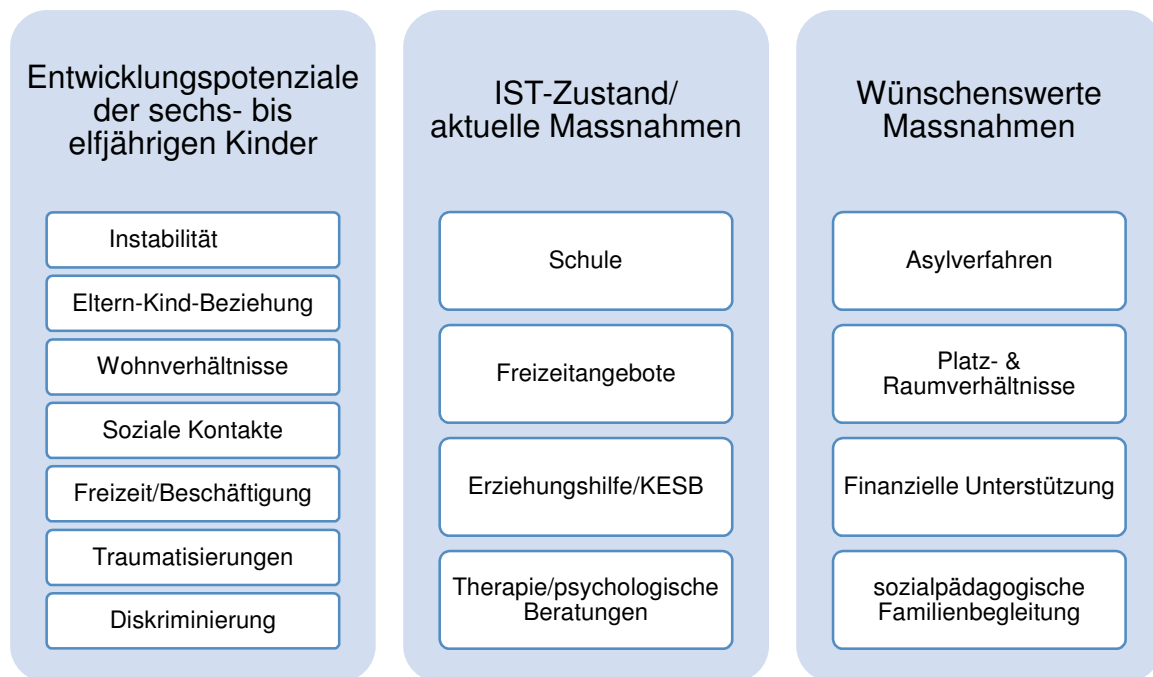 Entwicklungspotenziale
der sechs- bis
elfjährigen Kinder
Instabilität
Eltern-Kind-Beziehung
Wohnverhältnisse
Soziale Kontakte
Freizeit/Beschäftigung
Traumatisierungen
Diskriminierung
IST-Zustand/
aktuelle Massnahmen
Schule
Freizeitangebote
Erziehungshilfe/KESB
Therapie/psychologische
Beratungen
Wünschenswerte
Massnahmen
Asylverfahren
Platz- &
Raumverhältnisse
Finanzielle Unterstützung
sozialpädagogische
Familienbegleitung